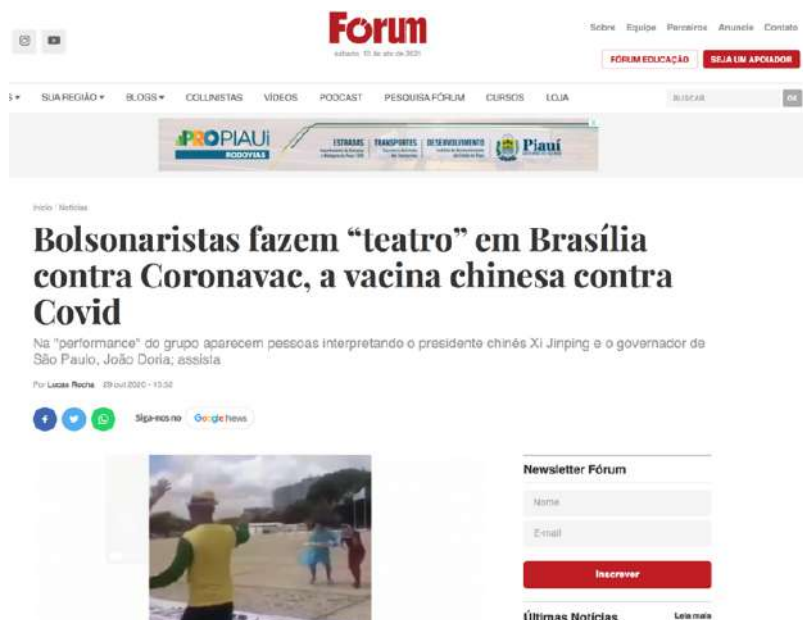 Fórum
Sobre Equipe Parceiros Anuncie Contato
FÓRUM EDUCAÇÃO SEJA UM APOIADOR
SUA REGIÃO BLOGS COLUNISTAS VÍDEOS PODCAST PESQUISA FÓRUM CURSOS LOJA BUSCAR OK
PROPIAUÍ
RODOVIAS
ESTRADAS TRANSPORTES DESENVOLVIMENTO Piauí
Início / Notícias
Bolsonaristas fazem “teatro” em Brasília
contra Coronavac, a vacina chinesa contra
Covid
Na "performance" do grupo aparecem pessoas interpretando o presidente chinês Xi Jinping e o governador de
São Paulo, João Doria; assista
Por Lucas Rocha 29 out 2020 -
Siga-nos no Google News
Newsletter Fórum
Nome
E-mail
Inscrever
Últimas Notícias Leia mais